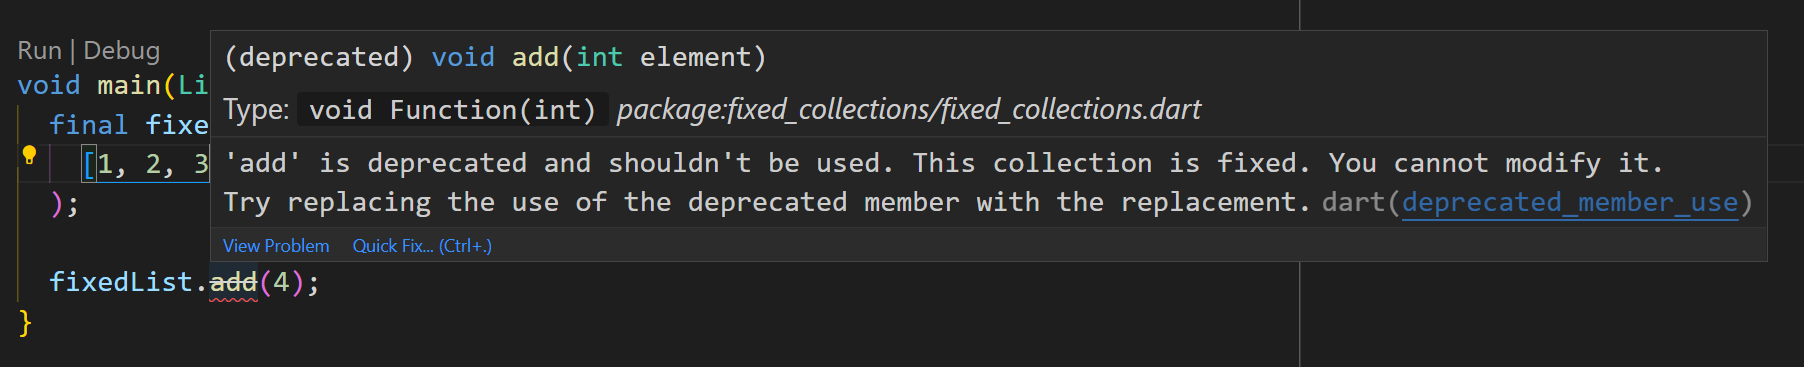 Run | Debug
void main(Li
final fixe
[1, 2, 3
);
fixedList.add(4);
}
(deprecated) void add(int element)
Type: void Function(int) package:fixed_collections/fixed_collections.dart
'add' is deprecated and shouldn't be used. This collection is fixed. You cannot modify it.
Try replacing the use of the deprecated member with the replacement. dart(deprecated_member_use)
View Problem Quick Fix... (Ctrl+.)